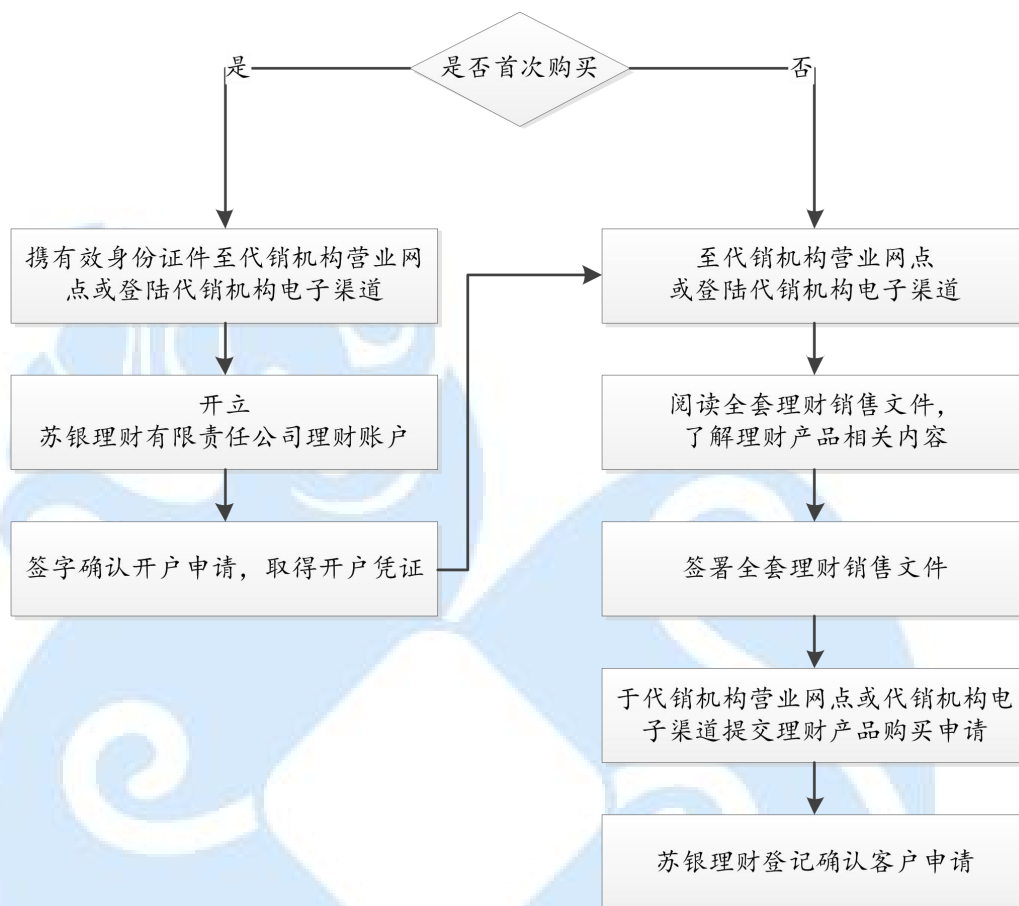 是否首次购买
是
否
携有效身份证件至代销机构营业网
点或登陆代销机构电子渠道
开立
苏银理财有限责任公司理财账户
签字确认开户申请，取得开户凭证
至代销机构营业网点
或登陆代销机构电子渠道
阅读全套理财销售文件，
了解理财产品相关内容
签署全套理财销售文件
于代销机构营业网点或代销机构电
子渠道提交理财产品购买申请
苏银理财登记确认客户申请